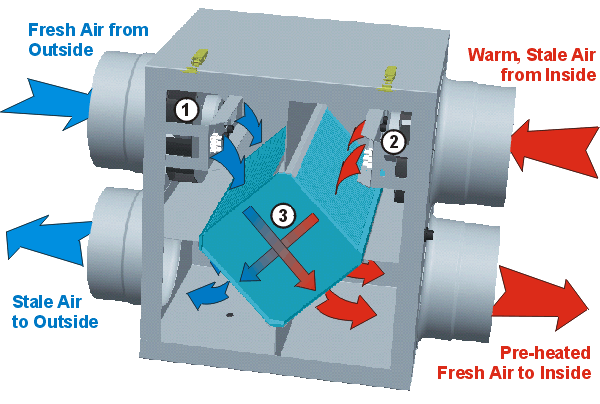 Fresh Air from
Outside
Warm, Stale Air
from Inside
1
2
3
Stale Air
to Outside
Pre-heated
Fresh Air to Inside